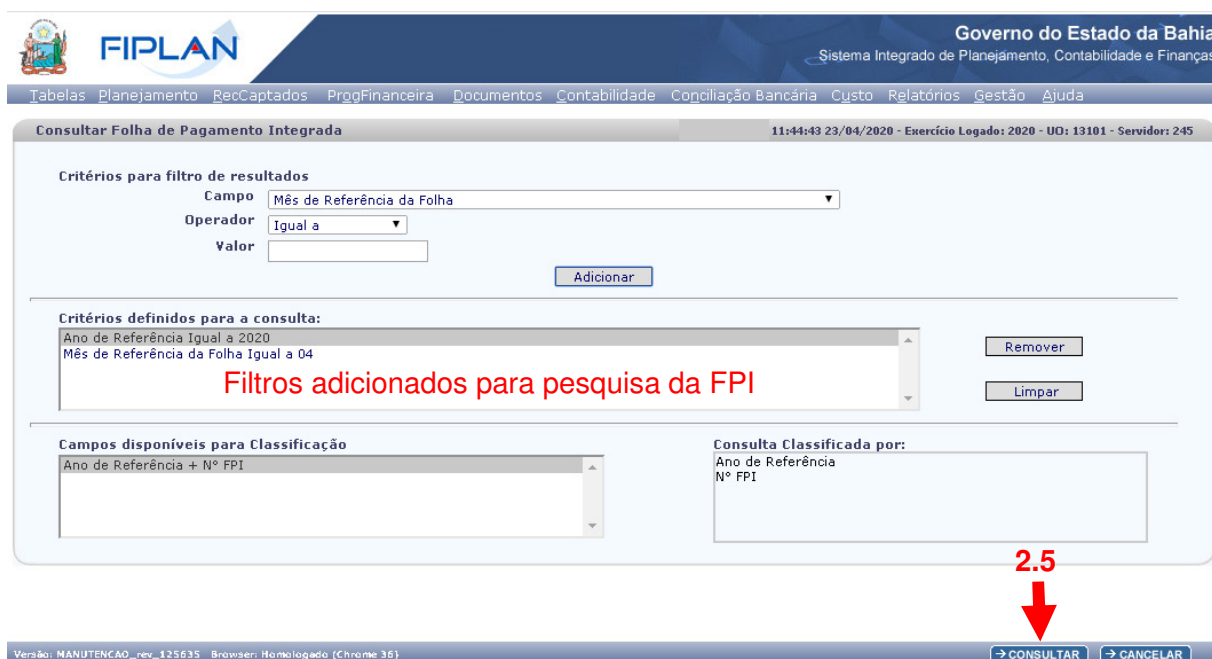 FIPLAN
Governo do Estado da Bahia
Sistema Integrado de Planejamento, Contabilidade e Finanças
Tabelas Planejamento RecCaptados ProgFinanceira Documentos Contabilidade Conciliação Bancária Custo Relatórios Gestão Ajuda
Consultar Folha de Pagamento Integrada 11:44:43 23/04/2020 - Exercício Logado: 2020 - UO: 13101 - Servidor: 245
Critérios para filtro de resultados
Campo Mês de Referência da Folha
Operador Igual a
Valor
Adicionar
Critérios definidos para a consulta:
Ano de Referência Igual a 2020
Mês de Referência da Folha Igual a 04
Remover
Filtros adicionados para pesquisa da FPI
Limpar
Campos disponíveis para Classificação
Ano de Referência + Nº FPI
Consulta Classificada por:
Ano de Referência
Nº FPI
2.5
Versão: MANUTENCAO_rev_125635 Browser: Homologado (Chrome 36)
CONSULTAR
CANCELAR